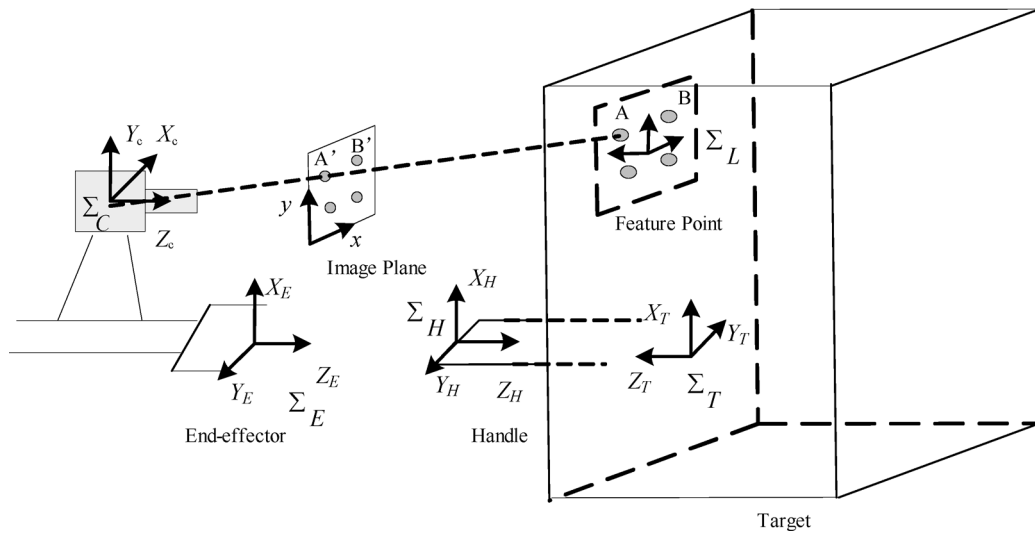 Y_c X_c
Σ_C
Z_c
A' B'
y
x
Image Plane
A B
Σ_L
Feature Point
X_E
Y_E
Z_E
Σ_E
End-effector
X_H
Σ_H
Y_H
Z_H
Handle
X_T
Y_T
Z_T
Σ_T
Target